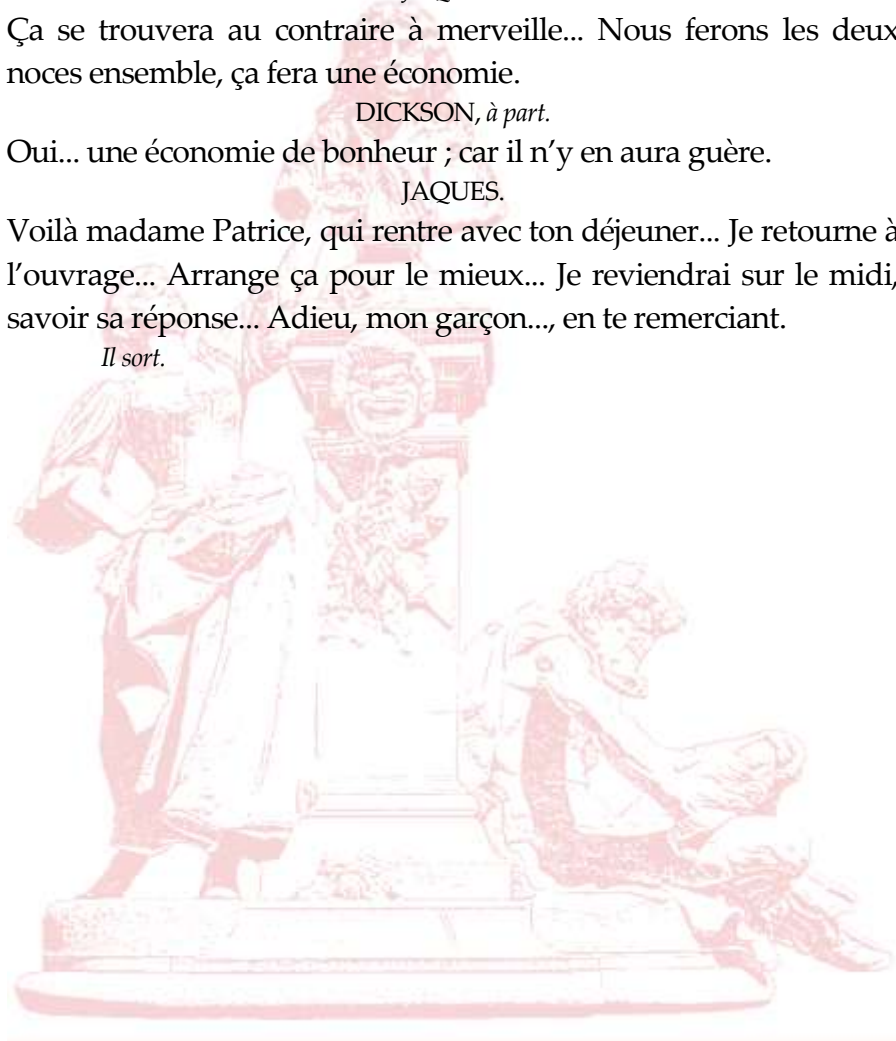 Ça se trouvera au contraire à merveille... Nous ferons les deux
noces ensemble, ça fera une économie.
DICKSON, à part.
Oui... une économie de bonheur ; car il n’y en aura guère.
JAQUES.
Voilà madame Patrice, qui rentre avec ton déjeuner... Je retourne à
l’ouvrage... Arrange ça pour le mieux... Je reviendrai sur le midi,
savoir sa réponse... Adieu, mon garçon..., en te remerciant.
Il sort.